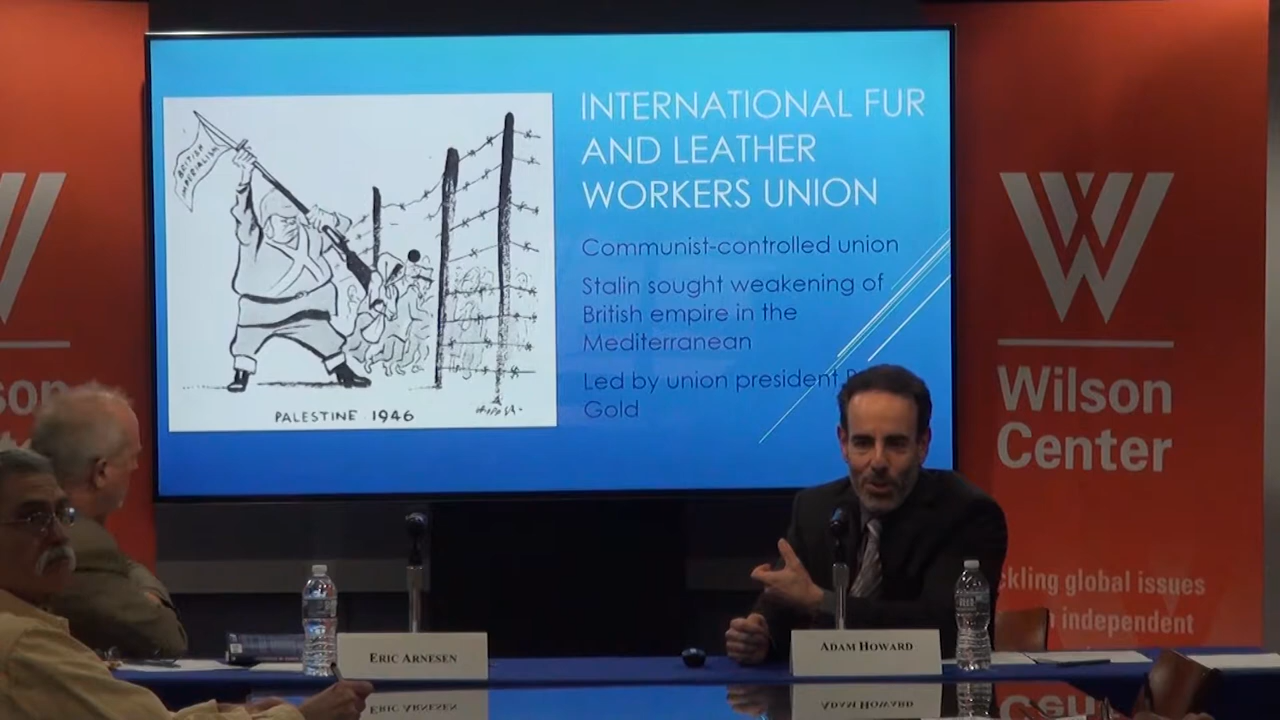 INTERNATIONAL FUR
AND LEATHER
WORKERS UNION
Communist-controlled union
Stalin sought weakening of
British empire in the
Mediterranean
Led by union president
Gold
BRITISH
IMPERIALISM
PALESTINE 1946
Wilson
Center
ckling global issues
independent
ERIC ARNESEN
ADAM HOWARD